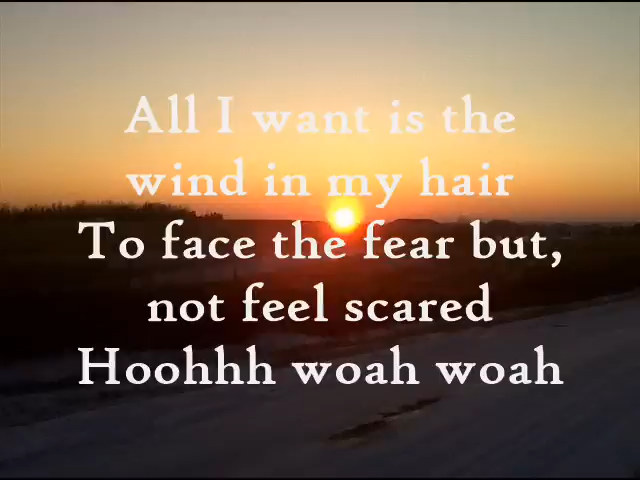 All I want is the
wind in my hair
To face the fear but,
not feel scared
Hoohhh woah woah